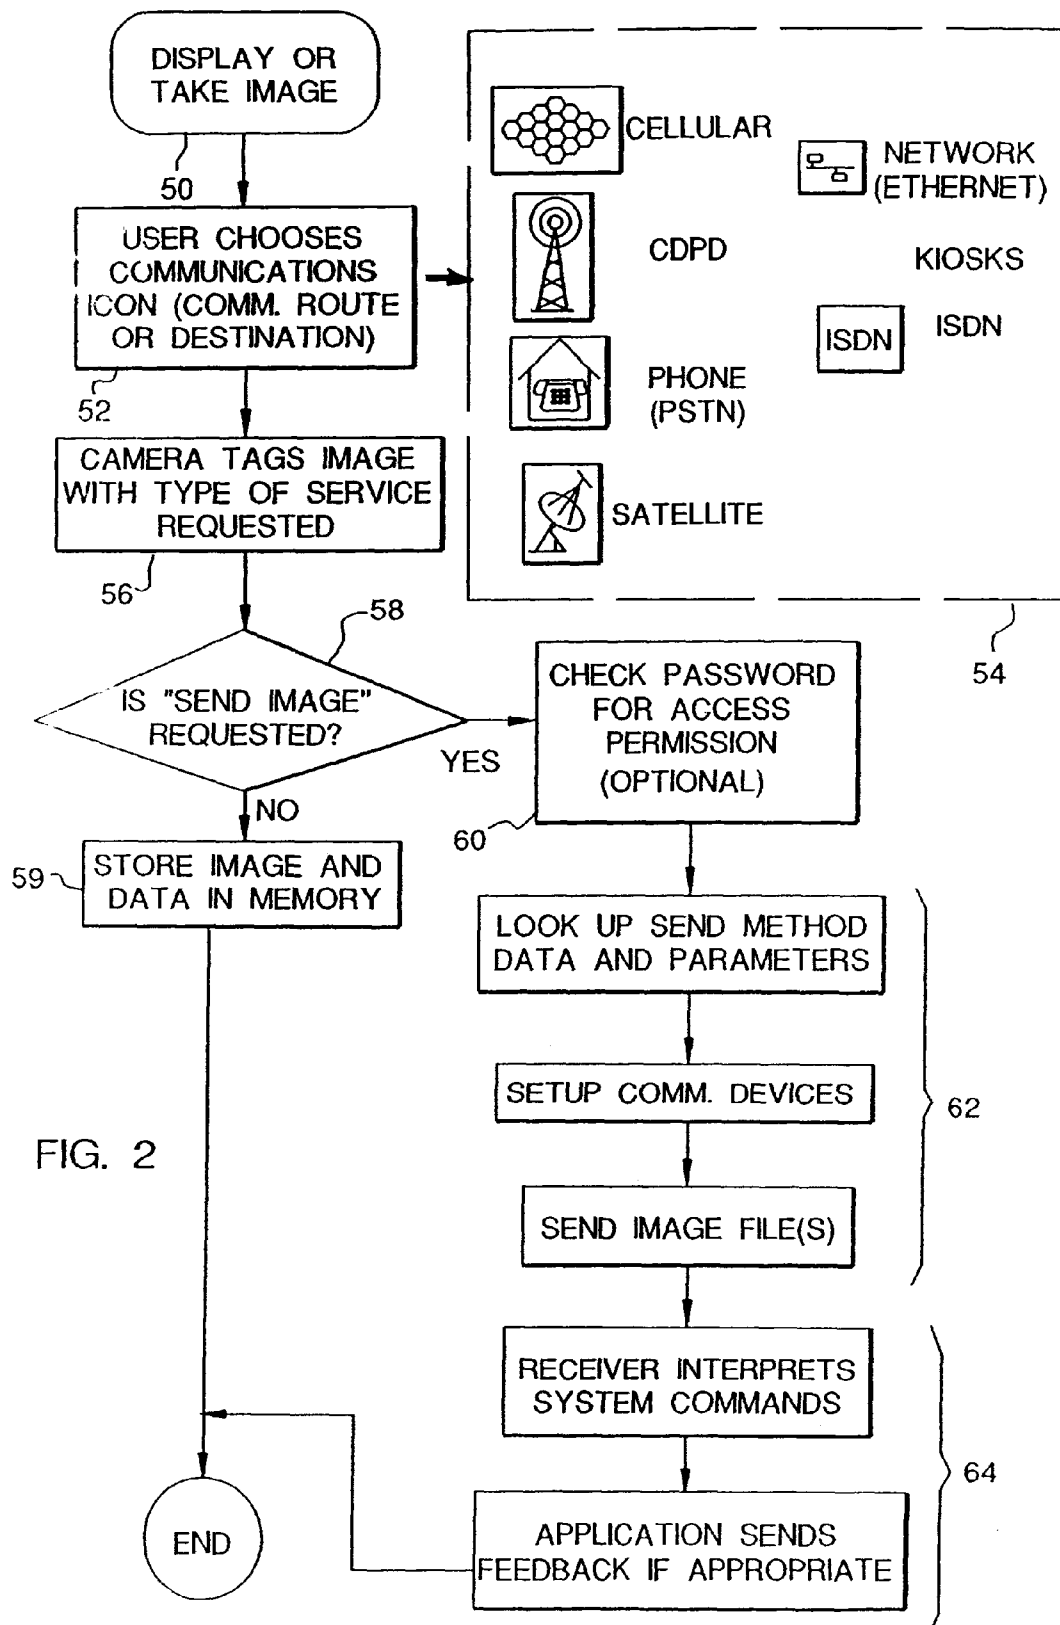 DISPLAY OR
TAKE IMAGE
50
USER CHOOSES
COMMUNICATIONS
ICON (COMM. ROUTE
OR DESTINATION)
52
CELLULAR
CDPD
PHONE
(PSTN)
SATELLITE
NETWORK
(ETHERNET)
KIOSKS
ISDN
ISDN
54
CAMERA TAGS IMAGE
WITH TYPE OF SERVICE
REQUESTED
56
58
IS "SEND IMAGE"
REQUESTED?
YES
NO
CHECK PASSWORD
FOR ACCESS
PERMISSION
(OPTIONAL)
60
59
STORE IMAGE AND
DATA IN MEMORY
LOOK UP SEND METHOD
DATA AND PARAMETERS
SETUP COMM. DEVICES
62
SEND IMAGE FILE(S)
FIG. 2
RECEIVER INTERPRETS
SYSTEM COMMANDS
64
APPLICATION SENDS
FEEDBACK IF APPROPRIATE
END